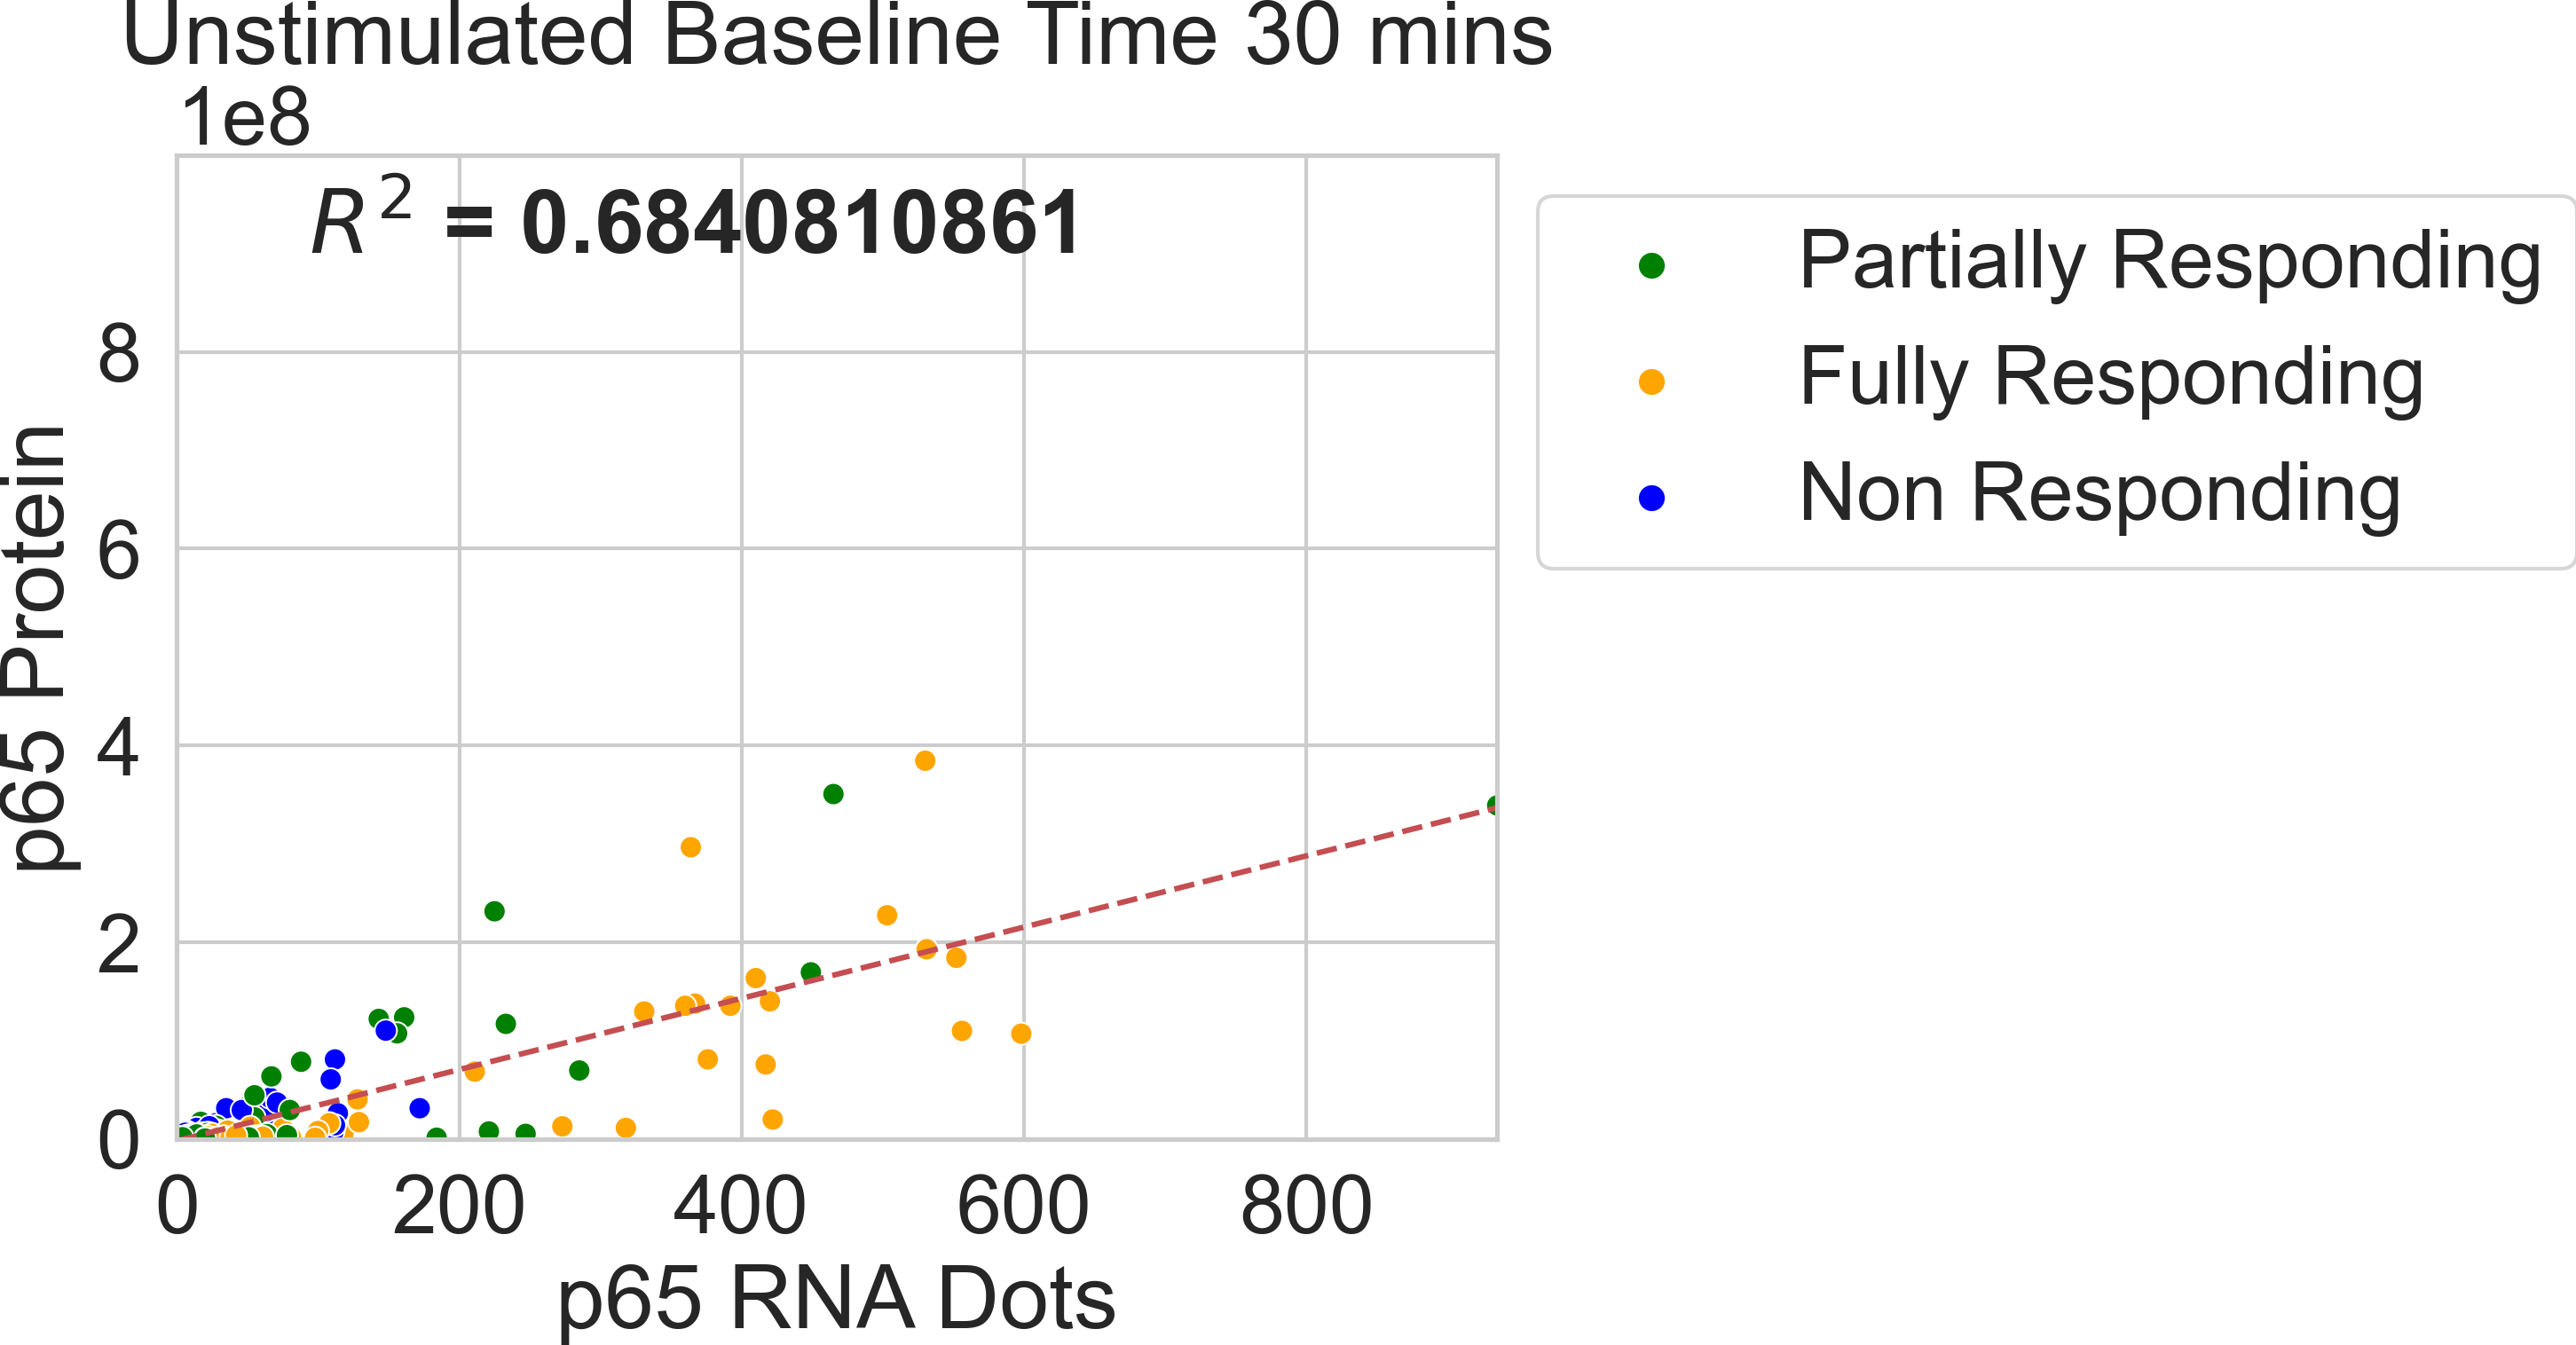 Unstimulated Baseline Time 30 mins
1e8
R² = 0.6840810861
8
6
4
2
0
p65 Protein
0 200 400 600 800
p65 RNA Dots
Partially Responding
Fully Responding
Non Responding